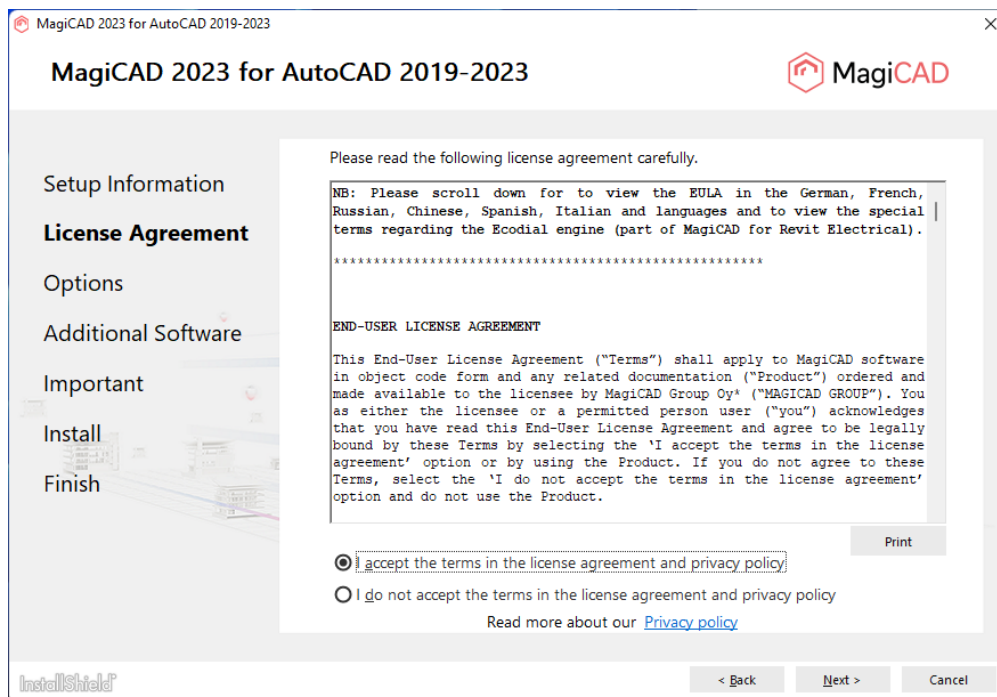 MagiCAD 2023 for AutoCAD 2019-2023
MagiCAD 2023 for AutoCAD 2019-2023
MagiCAD
Setup Information
License Agreement
Options
Additional Software
Important
Install
Finish
Please read the following license agreement carefully.
NB: Please scroll down for to view the EULA in the German, French,
Russian, Chinese, Spanish, Italian and languages and to view the special
terms regarding the Ecodial engine (part of MagiCAD for Revit Electrical).
******************************************************
END-USER LICENSE AGREEMENT
This End-User License Agreement (“Terms”) shall apply to MagiCAD software
in object code form and any related documentation (“Product”) ordered and
made available to the licensee by MagiCAD Group Oy* (“MAGICAD GROUP”). You
as either the licensee or a permitted person user (“you”) acknowledges
that you have read this End-User License Agreement and agree to be legally
bound by these Terms by selecting the ‘I accept the terms in the license
agreement’ option or by using the Product. If you do not agree to these
Terms, select the ‘I do not accept the terms in the license agreement’
option and do not use the Product.
Print
I accept the terms in the license agreement and privacy policy
I do not accept the terms in the license agreement and privacy policy
Read more about our Privacy policy
InstallShield
< Back
Next >
Cancel